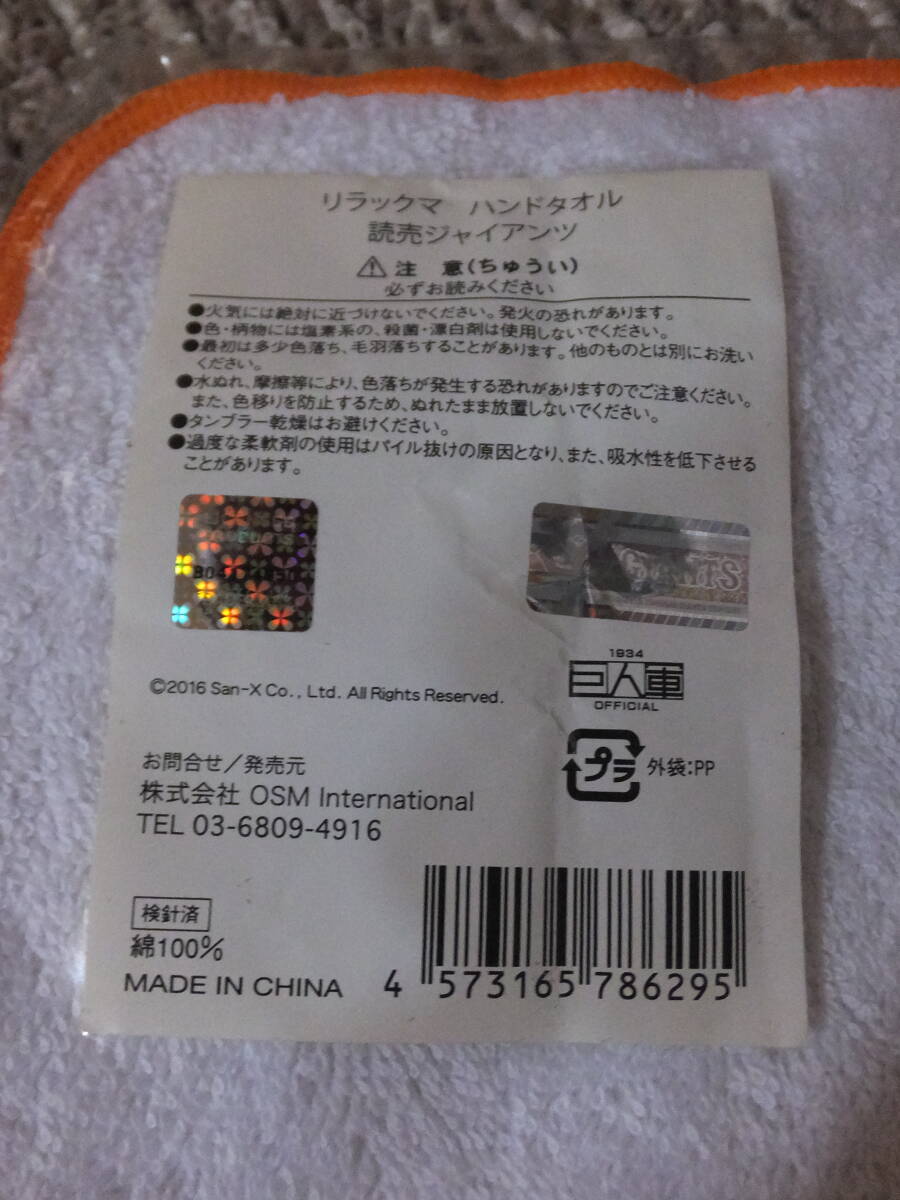 リラックマ ハンドタオル
読売ジャイアンツ
⚠注 意(ちゅうい)
必ずお読みください
●火気には絶対に近づけないでください。発火の恐れがあります。
●色・柄物には塩素系の、殺菌・漂白剤は使用しないでください。
●最初は多少色落ち、毛羽落ちすることがあります。他のものとは別にお洗い
ください。
●水ぬれ、摩擦等により、色落ちが発生する恐れがありますのでご注意ください。
また、色移りを防止するため、ぬれたまま放置しないでください。
●タンブラー乾燥はお避けください。
●過度な柔軟剤の使用はパイル抜けの原因となり、また、吸水性を低下させる
ことがあります。
1934
巨人軍
OFFICIAL
©2016 San-X Co., Ltd. All Rights Reserved.
プラ 外袋:PP
お問合せ/発売元
株式会社 OSM International
TEL 03-6809-4916
検針済
綿100%
MADE IN CHINA
4 573165 786295